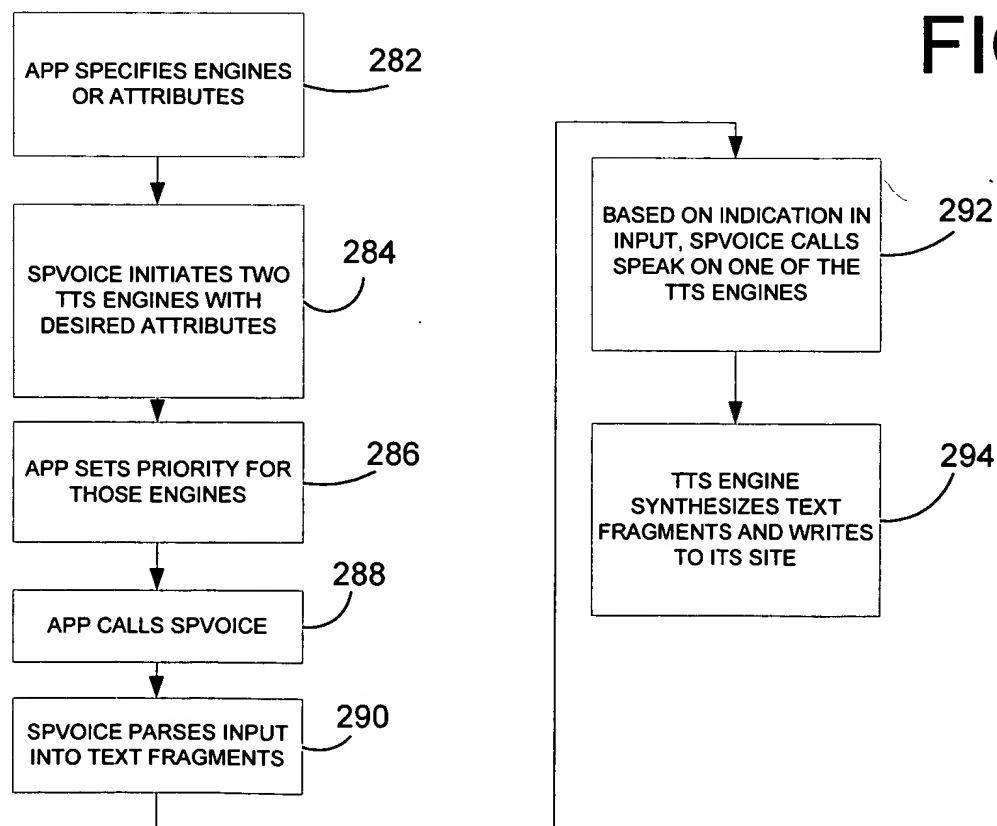 APP SPECIFIES ENGINES
OR ATTRIBUTES
282
SPVOICE INITIATES TWO
TTS ENGINES WITH
DESIRED ATTRIBUTES
284
APP SETS PRIORITY FOR
THOSE ENGINES
286
APP CALLS SPVOICE
288
SPVOICE PARSES INPUT
INTO TEXT FRAGMENTS
290
BASED ON INDICATION IN
INPUT, SPVOICE CALLS
SPEAK ON ONE OF THE
TTS ENGINES
292
TTS ENGINE
SYNTHESIZES TEXT
FRAGMENTS AND WRITES
TO ITS SITE
294